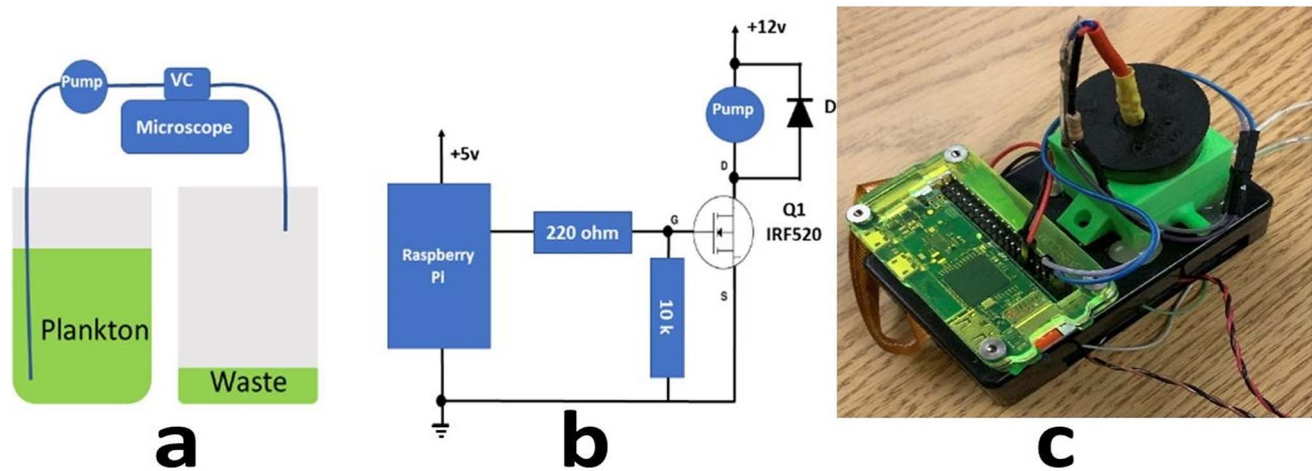 Pump
VC
Microscope
Plankton
Waste
a
+12v
Pump
D
D
+5v
Q1
IRF520
G
220 ohm
Raspberry
Pi
S
10 k
b
c